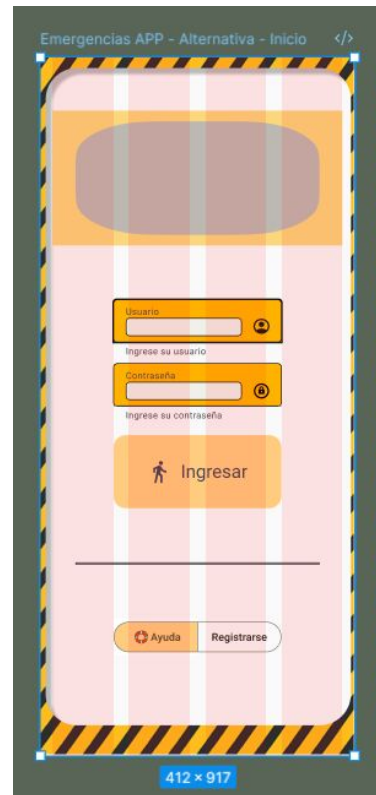 Emergencias APP - Alternativa - Inicio </>
Usuario
Ingrese su usuario
Contraseña
Ingrese su contraseña
Ingresar
Ayuda Registrarse
412 × 917